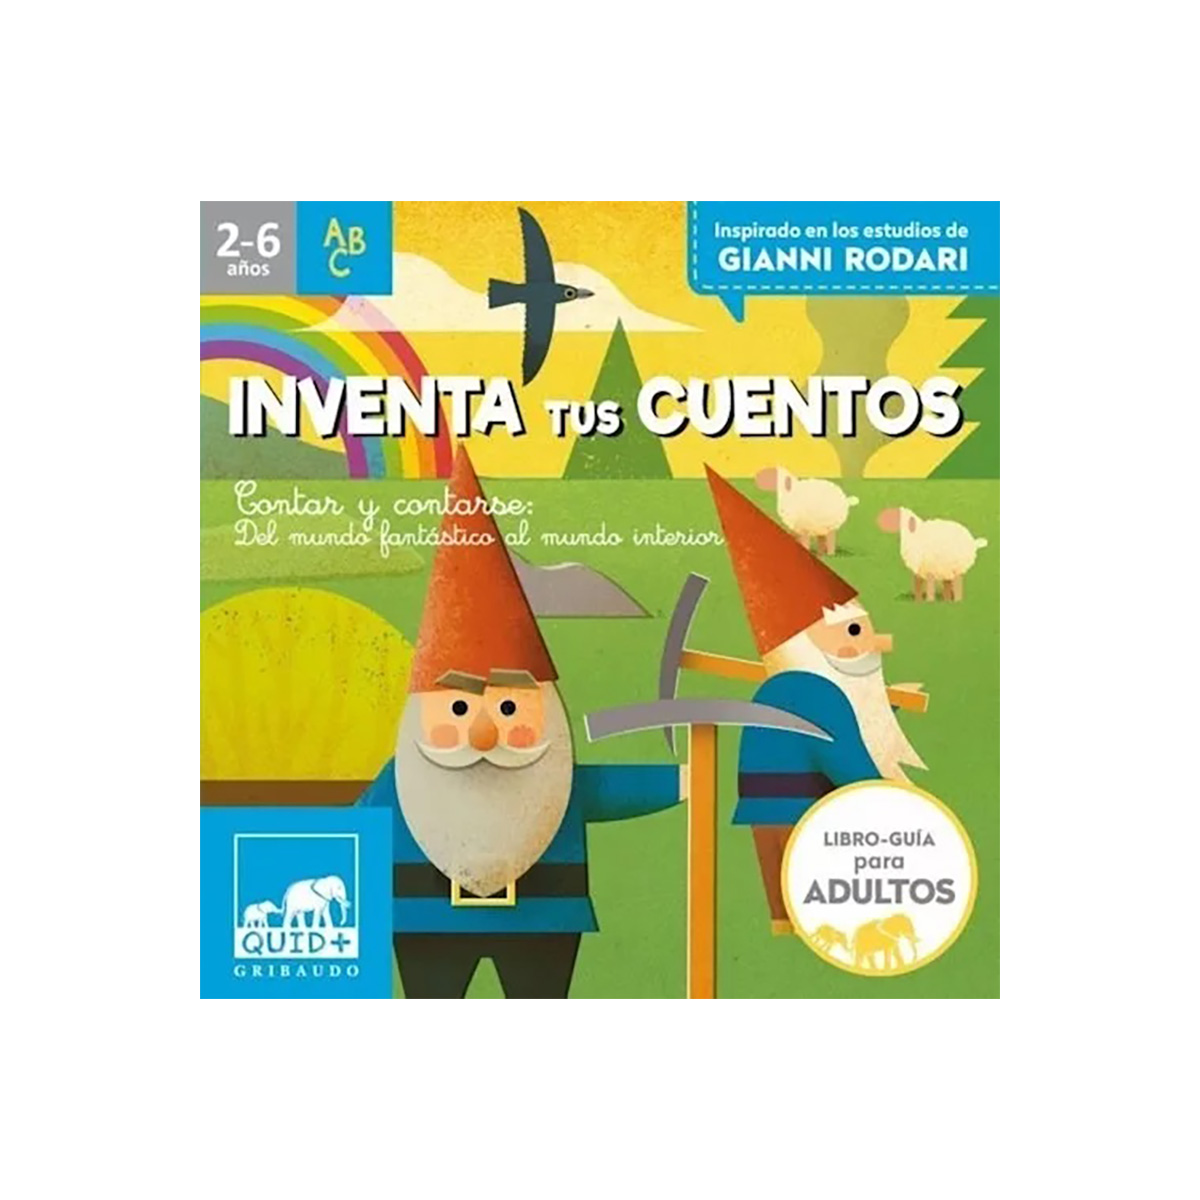 2-6
años
AB
C
Inspirado en los estudios de
GIANNI RODARI
INVENTA TUS CUENTOS
Contar y contarse:
Del mundo fantástico al mundo interior
LIBRO-GUÍA
para
ADULTOS
QUID+
GRIBAUDO